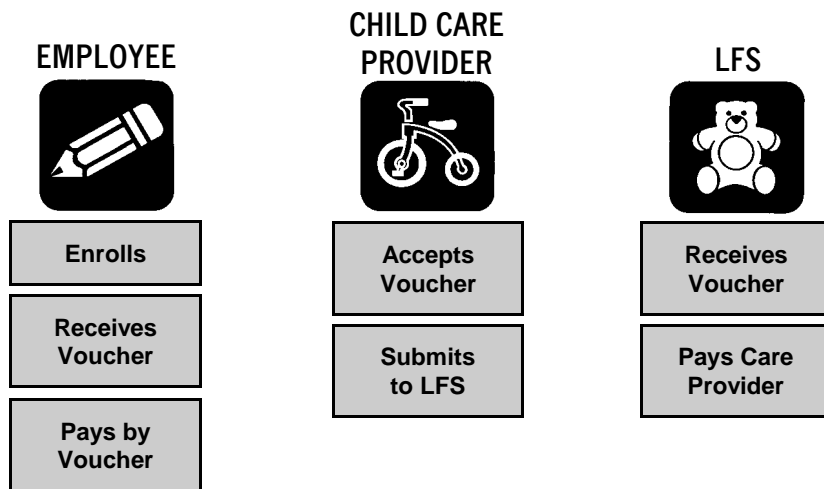 EMPLOYEE
Enrolls
Receives
Voucher
Pays by
Voucher
CHILD CARE
PROVIDER
Accepts
Voucher
Submits
to LFS
LFS
Receives
Voucher
Pays Care
Provider